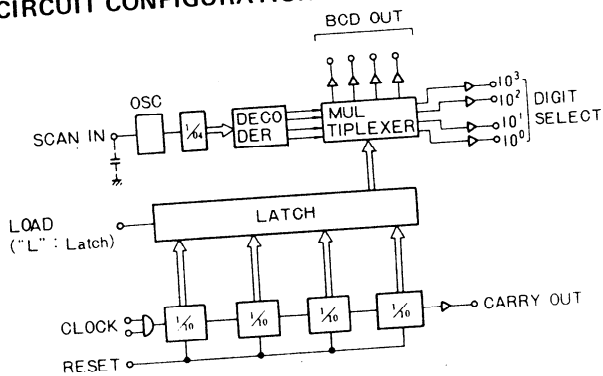 CIRCUIT CONFIGURATION
BCD OUT
OSC
SCAN IN
1/04
DECO
DER
MUL
TIPLEXER
10³
10²
10¹
10⁰
DIGIT
SELECT
LOAD
("L" : Latch)
LATCH
CLOCK
1/10
1/10
1/10
1/10
CARRY OUT
RESET